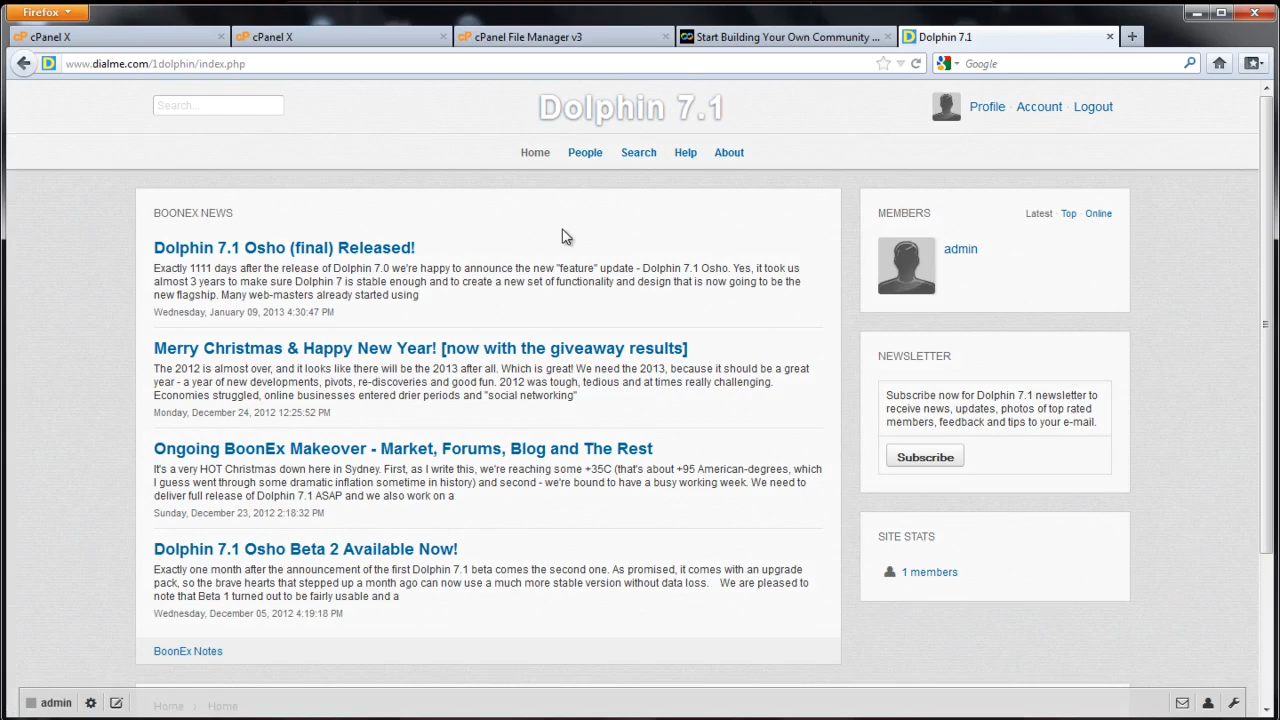 Firefox
cPanel X
cPanel X
cPanel File Manager v3
Start Building Your Own Community ...
Dolphin 7.1
www.dialme.com/1dolphin/index.php
Google
Search...
Dolphin 7.1
Profile · Account · Logout
Home People Search Help About
BOONEX NEWS
Dolphin 7.1 Osho (final) Released!
Exactly 1111 days after the release of Dolphin 7.0 we're happy to announce the new "feature" update - Dolphin 7.1 Osho. Yes, it took us
almost 3 years to make sure Dolphin 7 is stable enough and to create a new set of functionality and design that is now going to be the
new flagship. Many web-masters already started using
Wednesday, January 09, 2013 4:30:47 PM
Merry Christmas & Happy New Year! [now with the giveaway results]
The 2012 is almost over, and it looks like there will be the 2013 after all. Which is great! We need the 2013, because it should be a great
year - a year of new developments, pivots, re-discoveries and good fun. 2012 was tough, tedious and at times really challenging.
Economies struggled, online businesses entered drier periods and "social networking"
Monday, December 24, 2012 12:25:52 PM
Ongoing BoonEx Makeover - Market, Forums, Blog and The Rest
It's a very HOT Christmas down here in Sydney. First, as I write this, we're reaching some +35C (that's about +95 American-degrees, which
I guess went through some dramatic inflation sometime in history) and second - we're bound to have a busy working week. We need to
deliver full release of Dolphin 7.1 ASAP and we also work on a
Sunday, December 23, 2012 2:18:32 PM
Dolphin 7.1 Osho Beta 2 Available Now!
Exactly one month after the announcement of the first Dolphin 7.1 beta comes the second one. As promised, it comes with an upgrade
pack, so the brave hearts that stepped up a month ago can now use a much more stable version without data loss. We are pleased to
note that Beta 1 turned out to be fairly usable and a
Wednesday, December 05, 2012 4:19:18 PM
BoonEx Notes
MEMBERS
Latest · Top · Online
admin
NEWSLETTER
Subscribe now for Dolphin 7.1 newsletter to
receive news, updates, photos of top rated
members, feedback and tips to your e-mail.
Subscribe
SITE STATS
1 members
Home › Home
admin